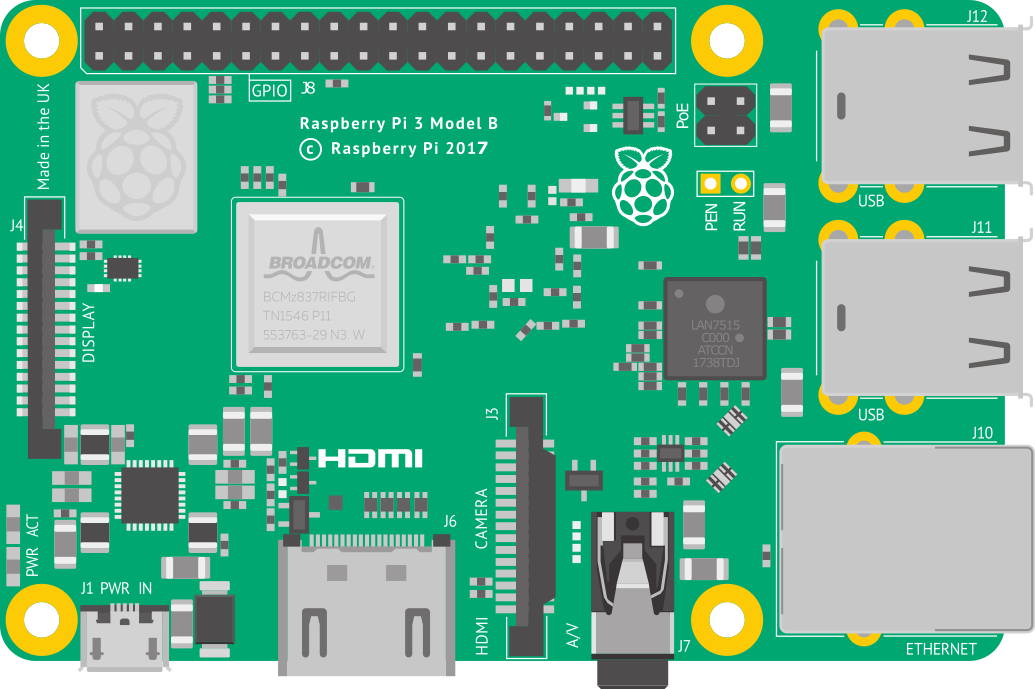 J12
GPIO J8
Made in the UK
Raspberry Pi 3 Model B
© Raspberry Pi 2017
PoE
USB
PEN
RUN
J4
J11
BROADCOM.
BCMz837RIFBG
TN1546 P11
553763-29 N3. W
DISPLAY
LAN7515
C000
ATCCN
1738TDJ
USB
J3
J10
HDMI
CAMERA
PWR ACT
J6
J1 PWR IN
HDMI
A/V
J7
ETHERNET